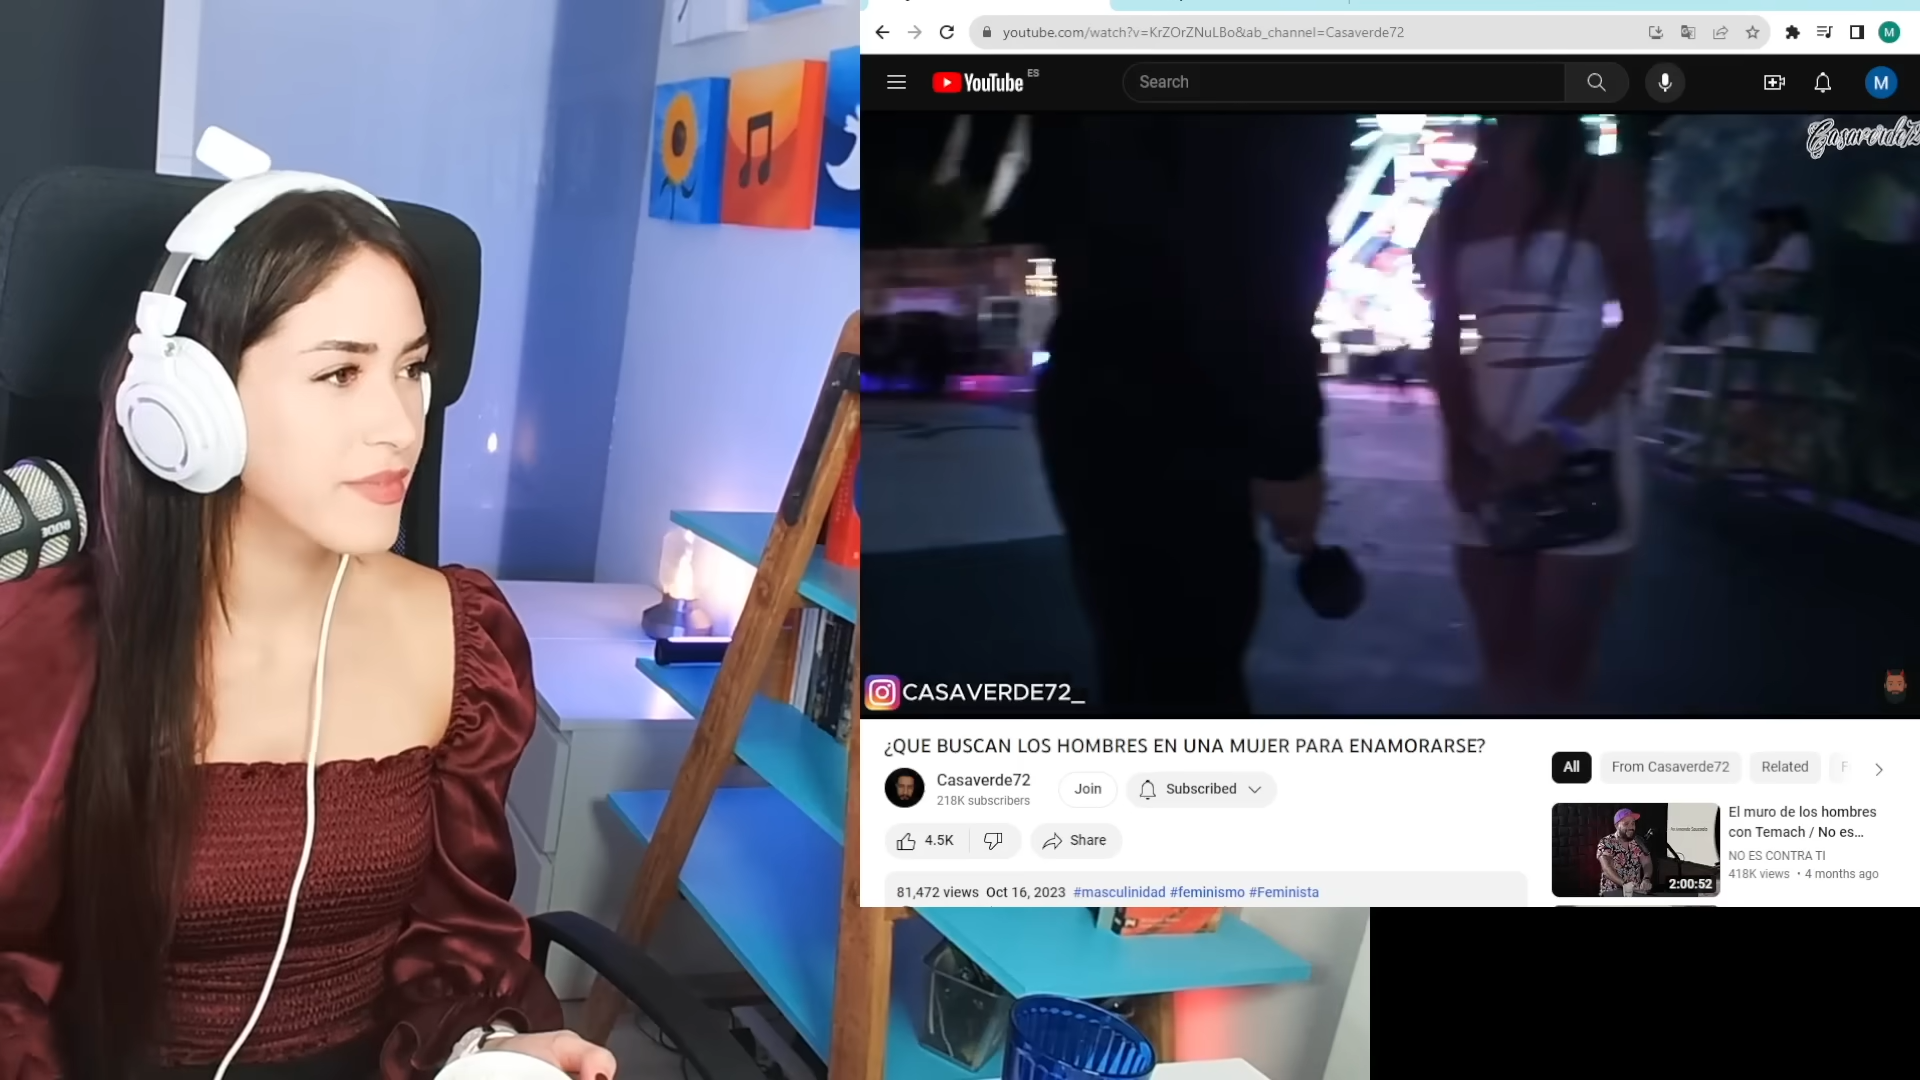 RODE
youtube.com/watch?v=KrZOrZNuLBo&ab_channel=Casaverde72
M
YouTube ES
Search
M
Casaverde72
CASAVERDE72_
¿QUE BUSCAN LOS HOMBRES EN UNA MUJER PARA ENAMORARSE?
Casaverde72
218K subscribers
Join
Subscribed
4.5K
Share
81,472 views Oct 16, 2023 #masculinidad #feminismo #Feminista
All
From Casaverde72
Related
El muro de los hombres
con Temach / No es...
NO ES CONTRA TI
418K views • 4 months ago
2:00:52